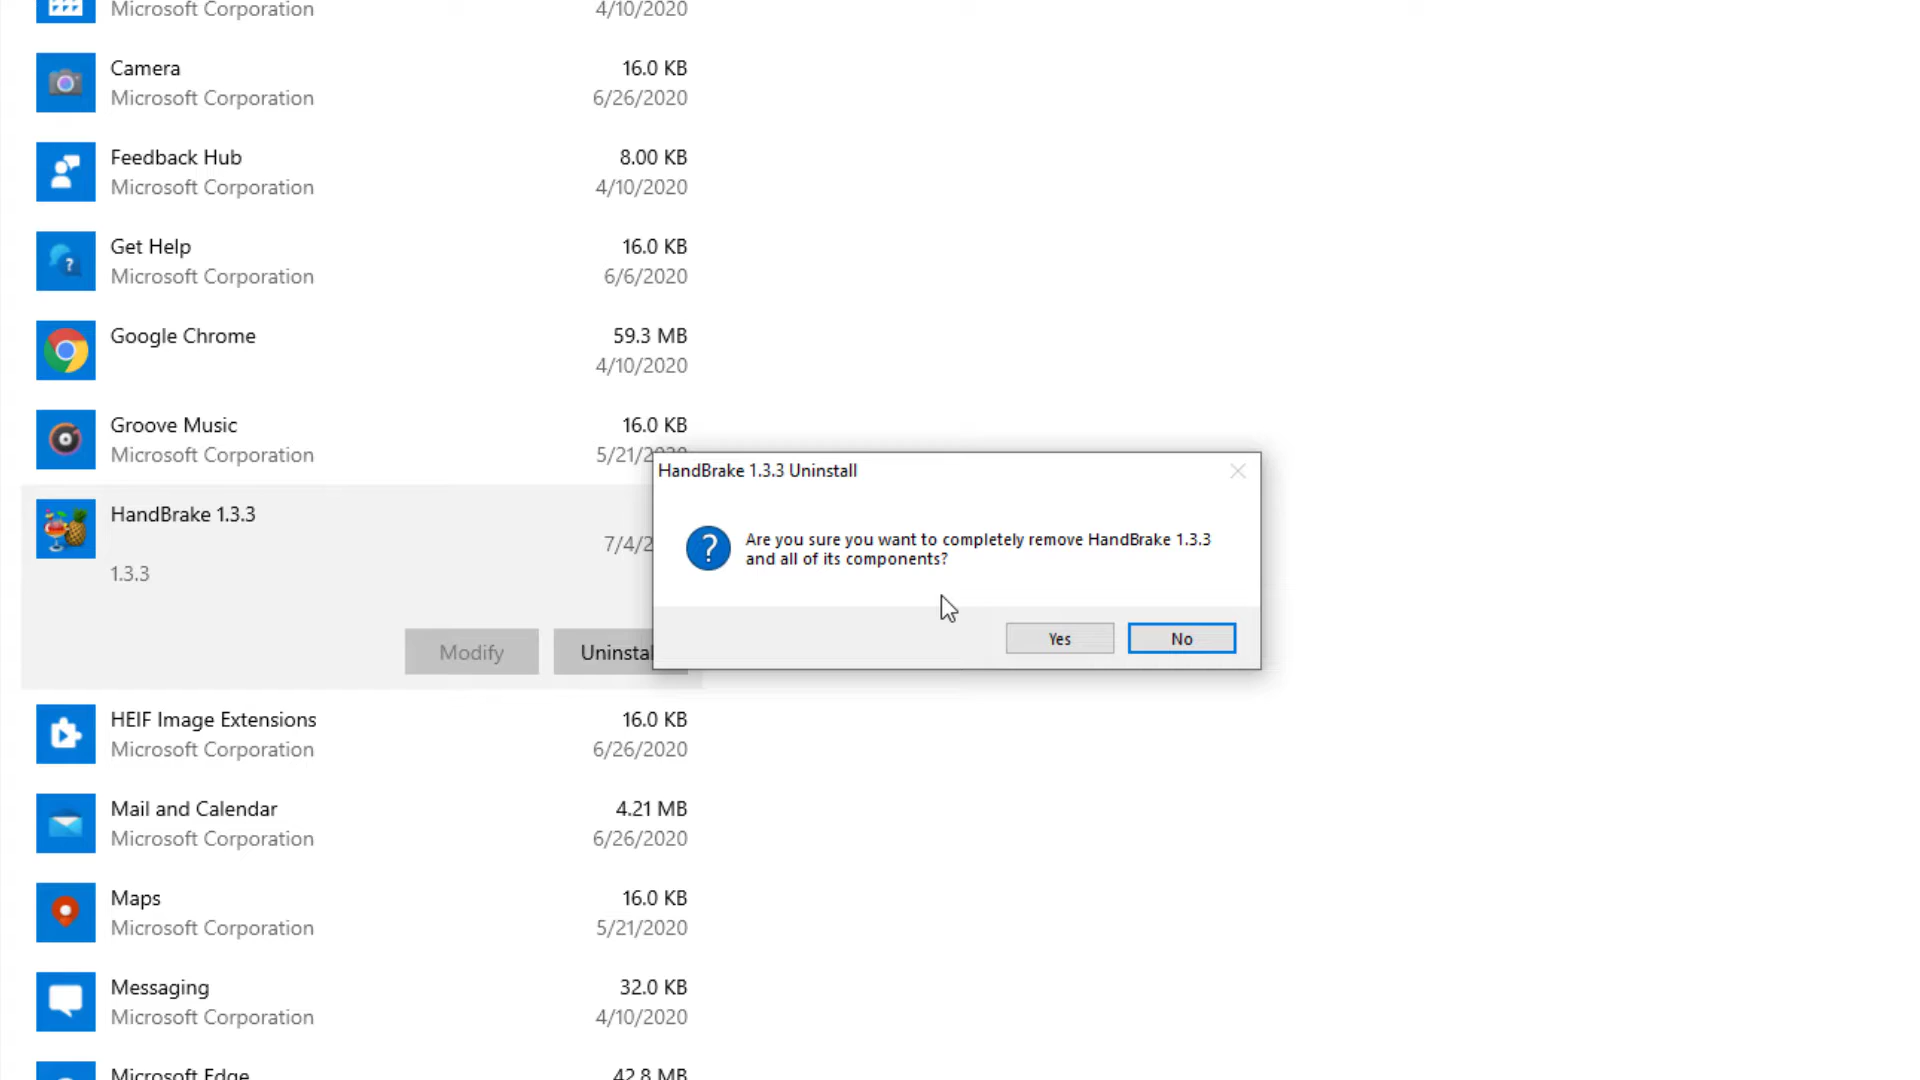 Microsoft Corporation
4/10/2020
Camera
16.0 KB
Microsoft Corporation
6/26/2020
Feedback Hub
8.00 KB
Microsoft Corporation
4/10/2020
Get Help
16.0 KB
Microsoft Corporation
6/6/2020
Google Chrome
59.3 MB
4/10/2020
Groove Music
16.0 KB
Microsoft Corporation
5/21/2020
HandBrake 1.3.3
7/4/2
1.3.3
Modify
Uninstal
HandBrake 1.3.3 Uninstall
?
Are you sure you want to completely remove HandBrake 1.3.3
and all of its components?
Yes
No
HEIF Image Extensions
16.0 KB
Microsoft Corporation
6/26/2020
Mail and Calendar
4.21 MB
Microsoft Corporation
6/26/2020
Maps
16.0 KB
Microsoft Corporation
5/21/2020
Messaging
32.0 KB
Microsoft Corporation
4/10/2020
Microsoft Edge
42.8 MB